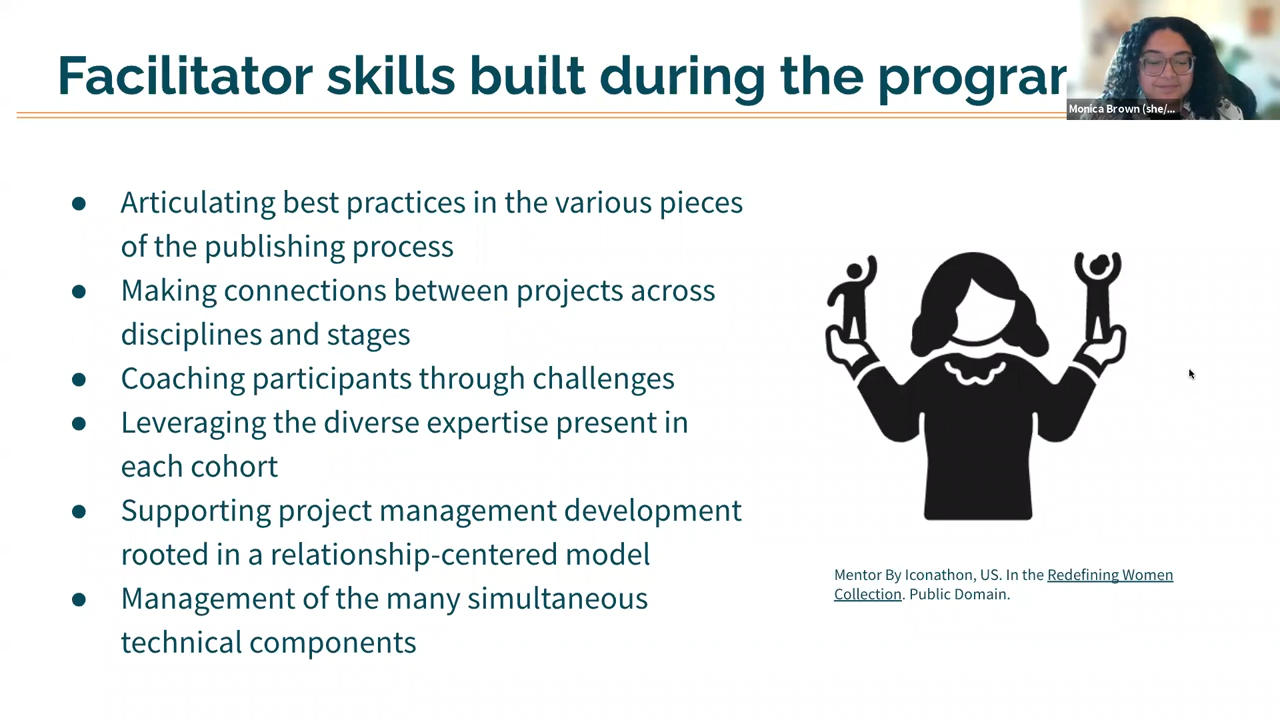 Facilitator skills built during the progra
Monica Brown (she/...
● Articulating best practices in the various pieces
of the publishing process
● Making connections between projects across
disciplines and stages
● Coaching participants through challenges
● Leveraging the diverse expertise present in
each cohort
● Supporting project management development
rooted in a relationship-centered model
● Management of the many simultaneous
technical components
Mentor By Iconathon, US. In the Redefining Women
Collection. Public Domain.